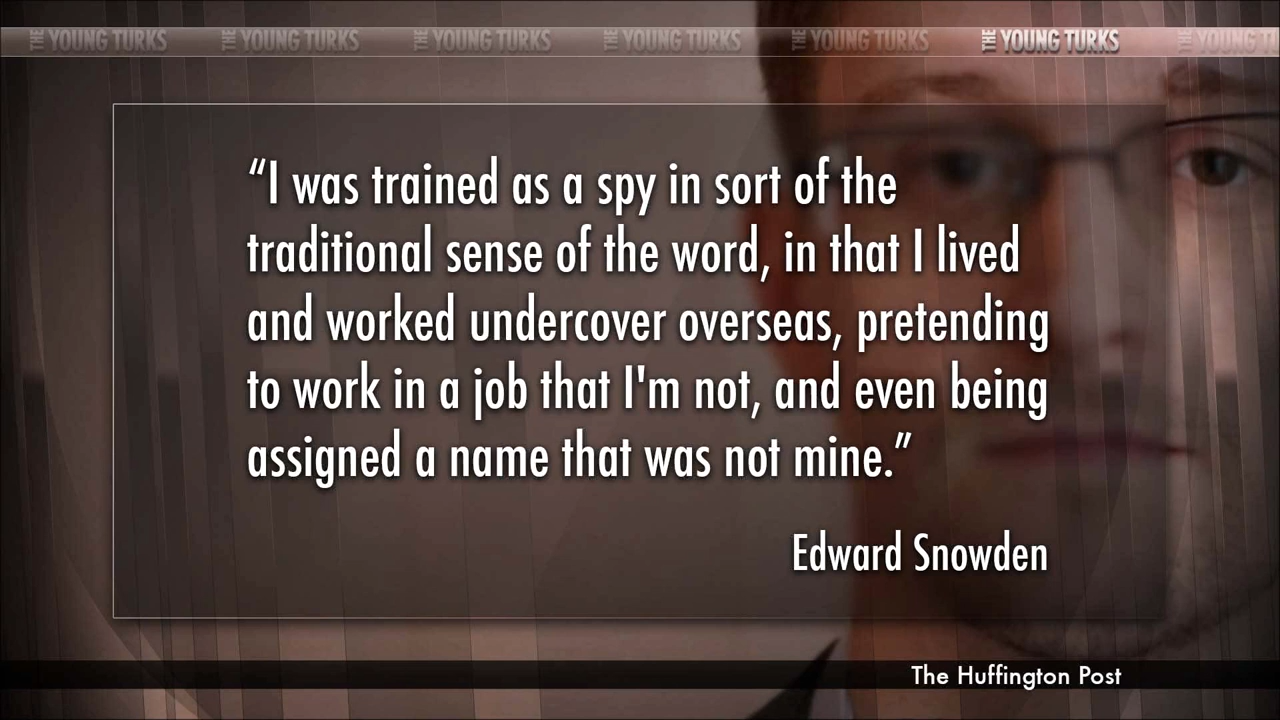 THE YOUNG TURKS THE YOUNG TURKS THE YOUNG TURKS THE YOUNG TURKS THE YOUNG TURKS THE YOUNG TURKS THE YOUNG T
“I was trained as a spy in sort of the
traditional sense of the word, in that I lived
and worked undercover overseas, pretending
to work in a job that I'm not, and even being
assigned a name that was not mine.”
Edward Snowden
The Huffington Post